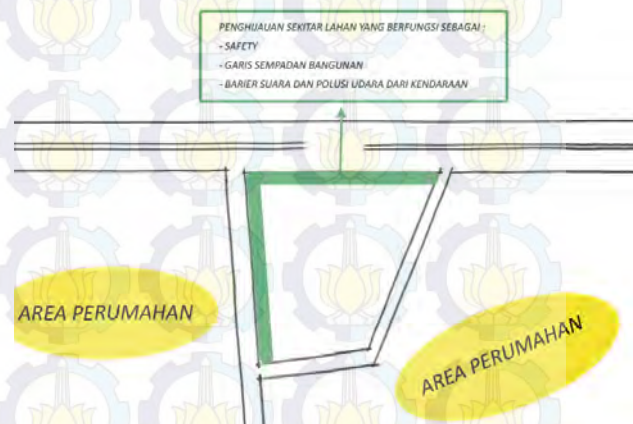 PENGHIJAUAN SEKITAR LAHAN YANG BERFUNGSI SEBAGAI :
- SAFETY
- GARIS SEMPADAN BANGUNAN
- BARIER SUARA DAN POLUSI UDARA DARI KENDARAAN
AREA PERUMAHAN
AREA PERUMAHAN